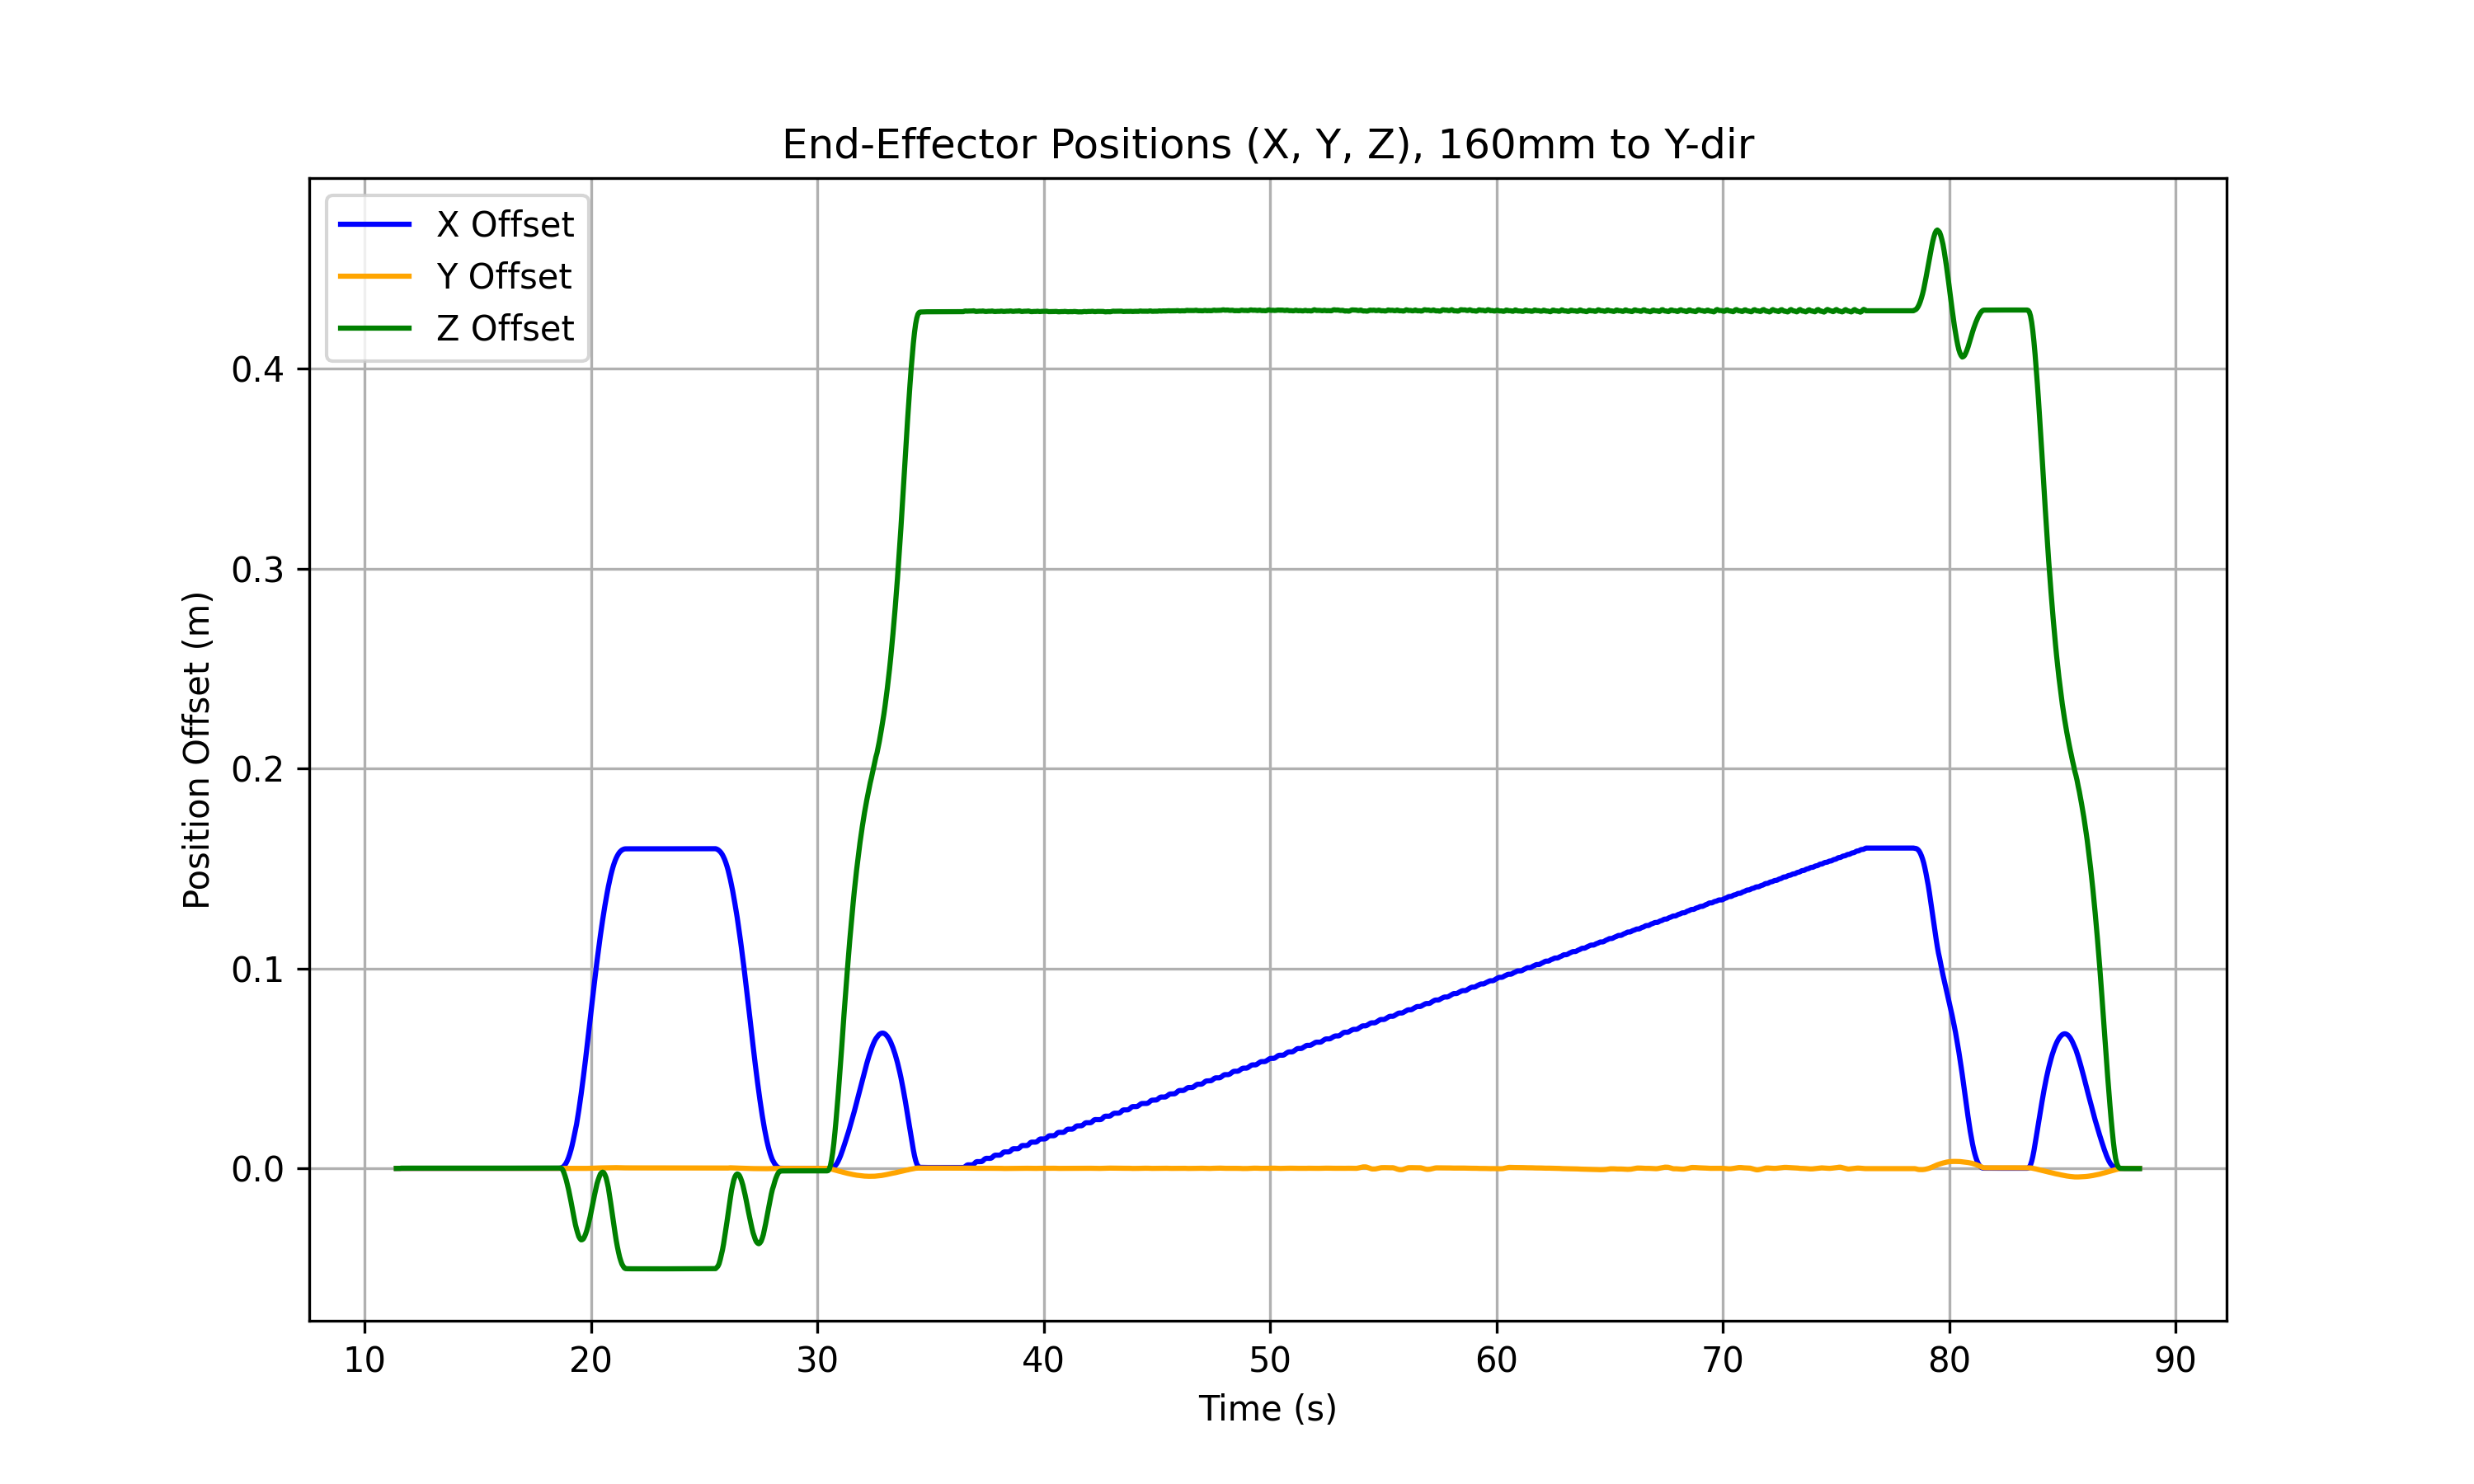 End-Effector Positions (X, Y, Z), 160mm to Y-dir
X Offset
Y Offset
Z Offset
Position Offset (m)
0.4
0.3
0.2
0.1
0.0
10 20 30 40 50 60 70 80 90
Time (s)